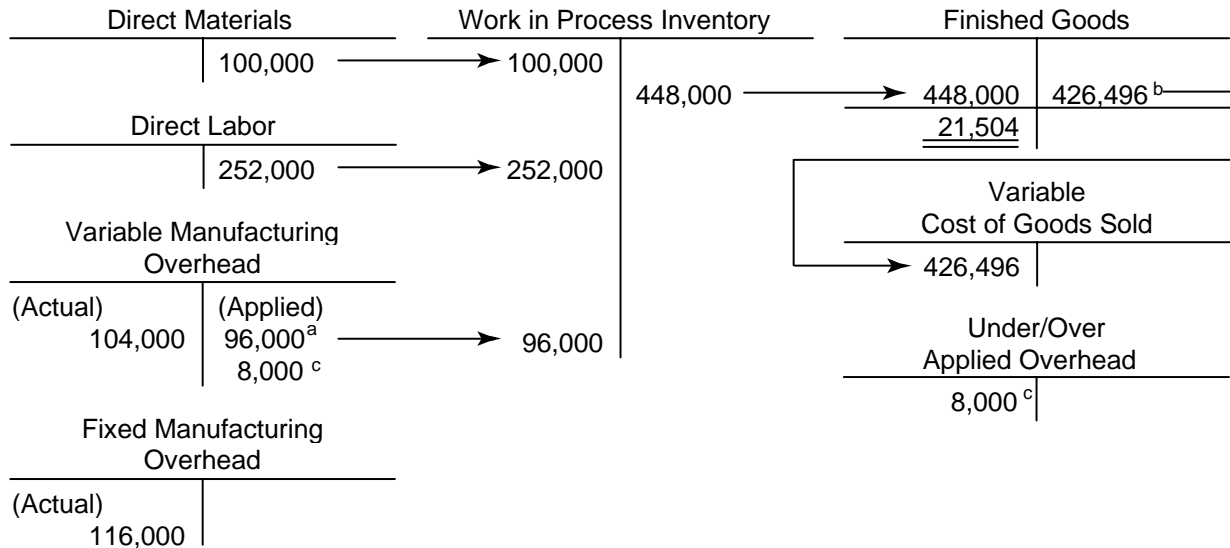 Direct Materials
100,000
Direct Labor
252,000
Variable Manufacturing
Overhead
(Actual) (Applied)
104,000 96,000 a
8,000 c
Fixed Manufacturing
Overhead
(Actual)
116,000
Work in Process Inventory
100,000
448,000
252,000
96,000
Finished Goods
448,000 426,496 b
21,504
Variable
Cost of Goods Sold
426,496
Under/Over
Applied Overhead
8,000 c